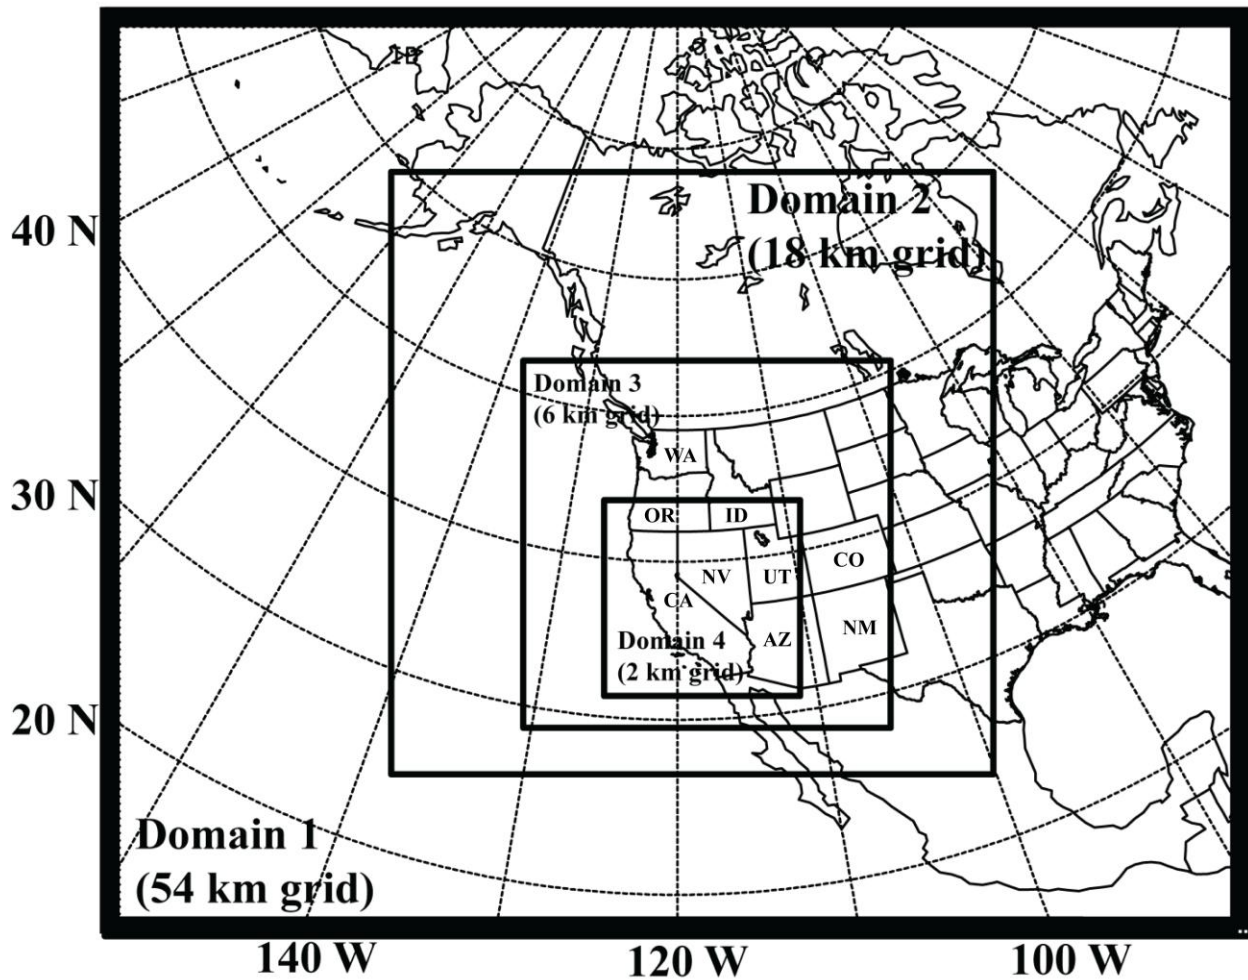 Domain 2
(18 km grid)
40 N
Domain 3
(6 km grid)
WA
30 N
OR
ID
CO
NV
UT
CA
NM
Domain 4
AZ
(2 km grid)
20 N
Domain 1
(54 km grid)
140 W
120 W
100 W